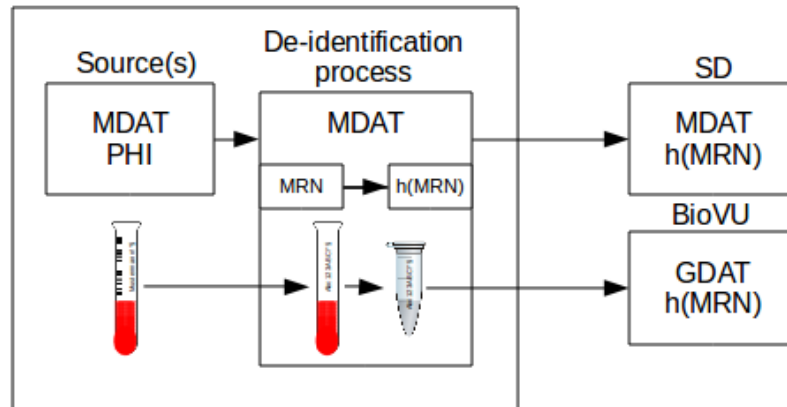 De-identification
process
Source(s)
SD
MDAT
PHI
MDAT
MDAT
h(MRN)
MRN
h(MRN)
BioVU
GDAT
h(MRN)